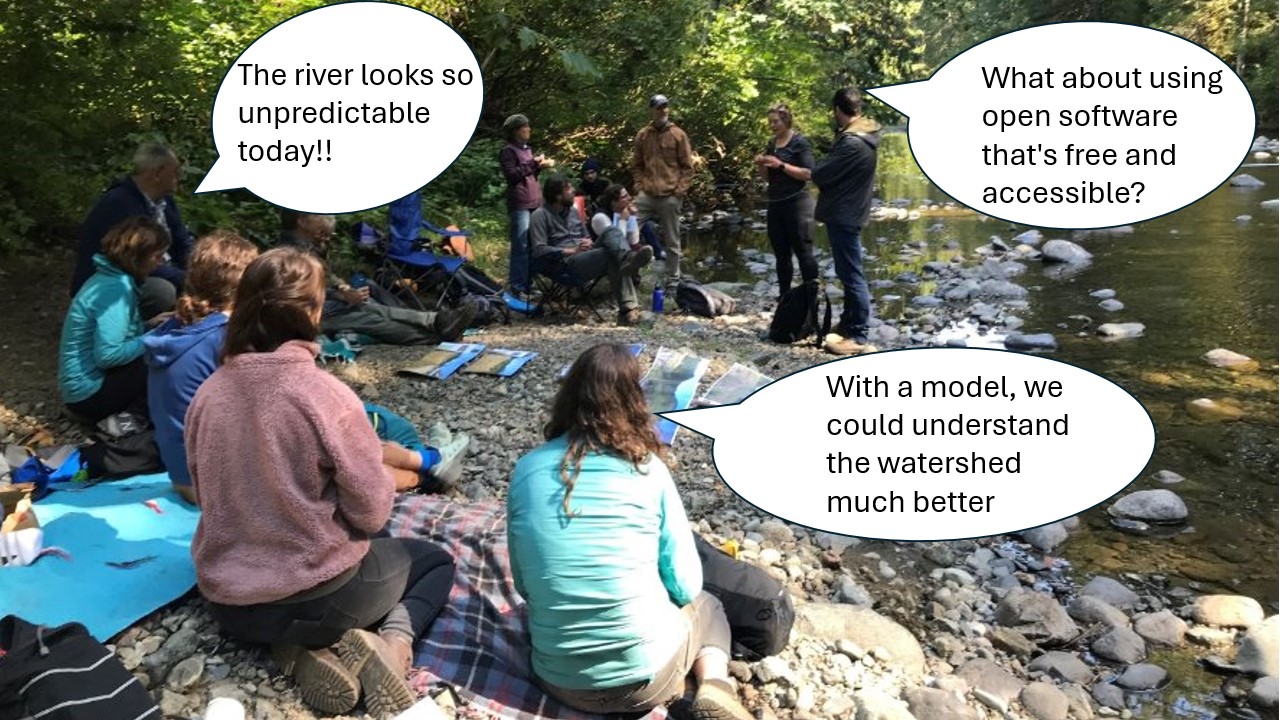 The river looks so
unpredictable
today!!
What about using
open software
that's free and
accessible?
With a model, we
could understand
the watershed
much better